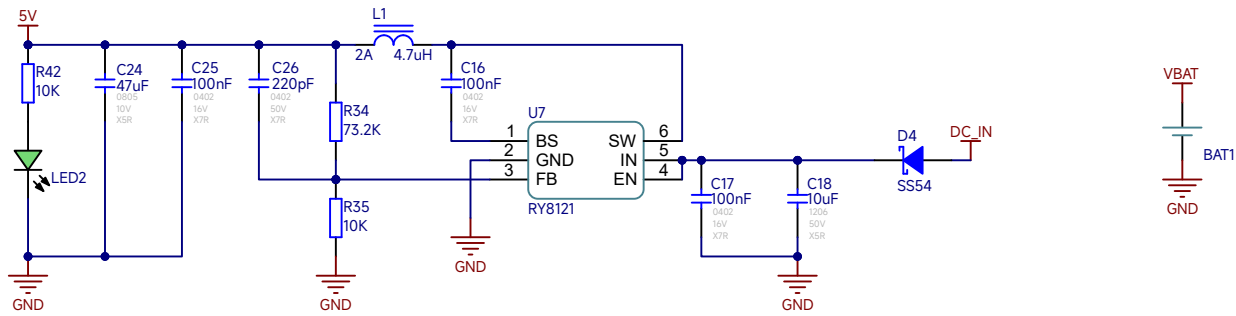 5V
L1
2A 4.7uH
R42
10K
C24
47uF
0805
10V
X5R
C25
100nF
0402
16V
X7R
C26
220pF
0402
50V
X7R
R34
73.2K
C16
100nF
0402
16V
X7R
U7
1 BS
2 GND
3 FB
SW 6
IN 5
EN 4
RY8121
LED2
R35
10K
C17
100nF
0402
16V
X7R
C18
10uF
1206
50V
X5R
D4
SS54
DC_IN
VBAT
BAT1
GND
GND
GND
GND
GND